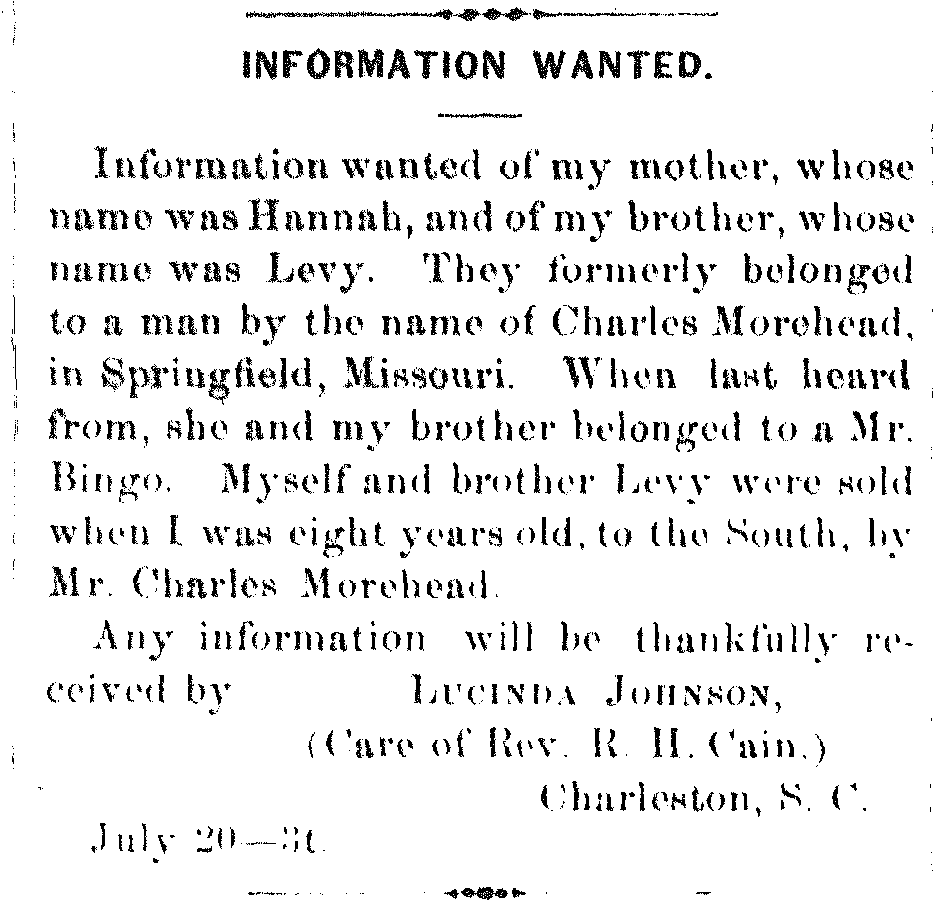 INFORMATION WANTED.
Information wanted of my mother, whose
name was Hannah, and of my brother, whose
name was Levy. They formerly belonged
to a man by the name of Charles Morehead,
in Springfield, Missouri. When last heard
from, she and my brother belonged to a Mr.
Bingo. Myself and brother Levy were sold
when I was eight years old, to the South, by
Mr. Charles Morehead.
Any information will be thankfully re-
ceived by LUCINDA JOHNSON,
(Care of Rev. R. H. Cain.)
Charleston, S. C.
July 20—3t.